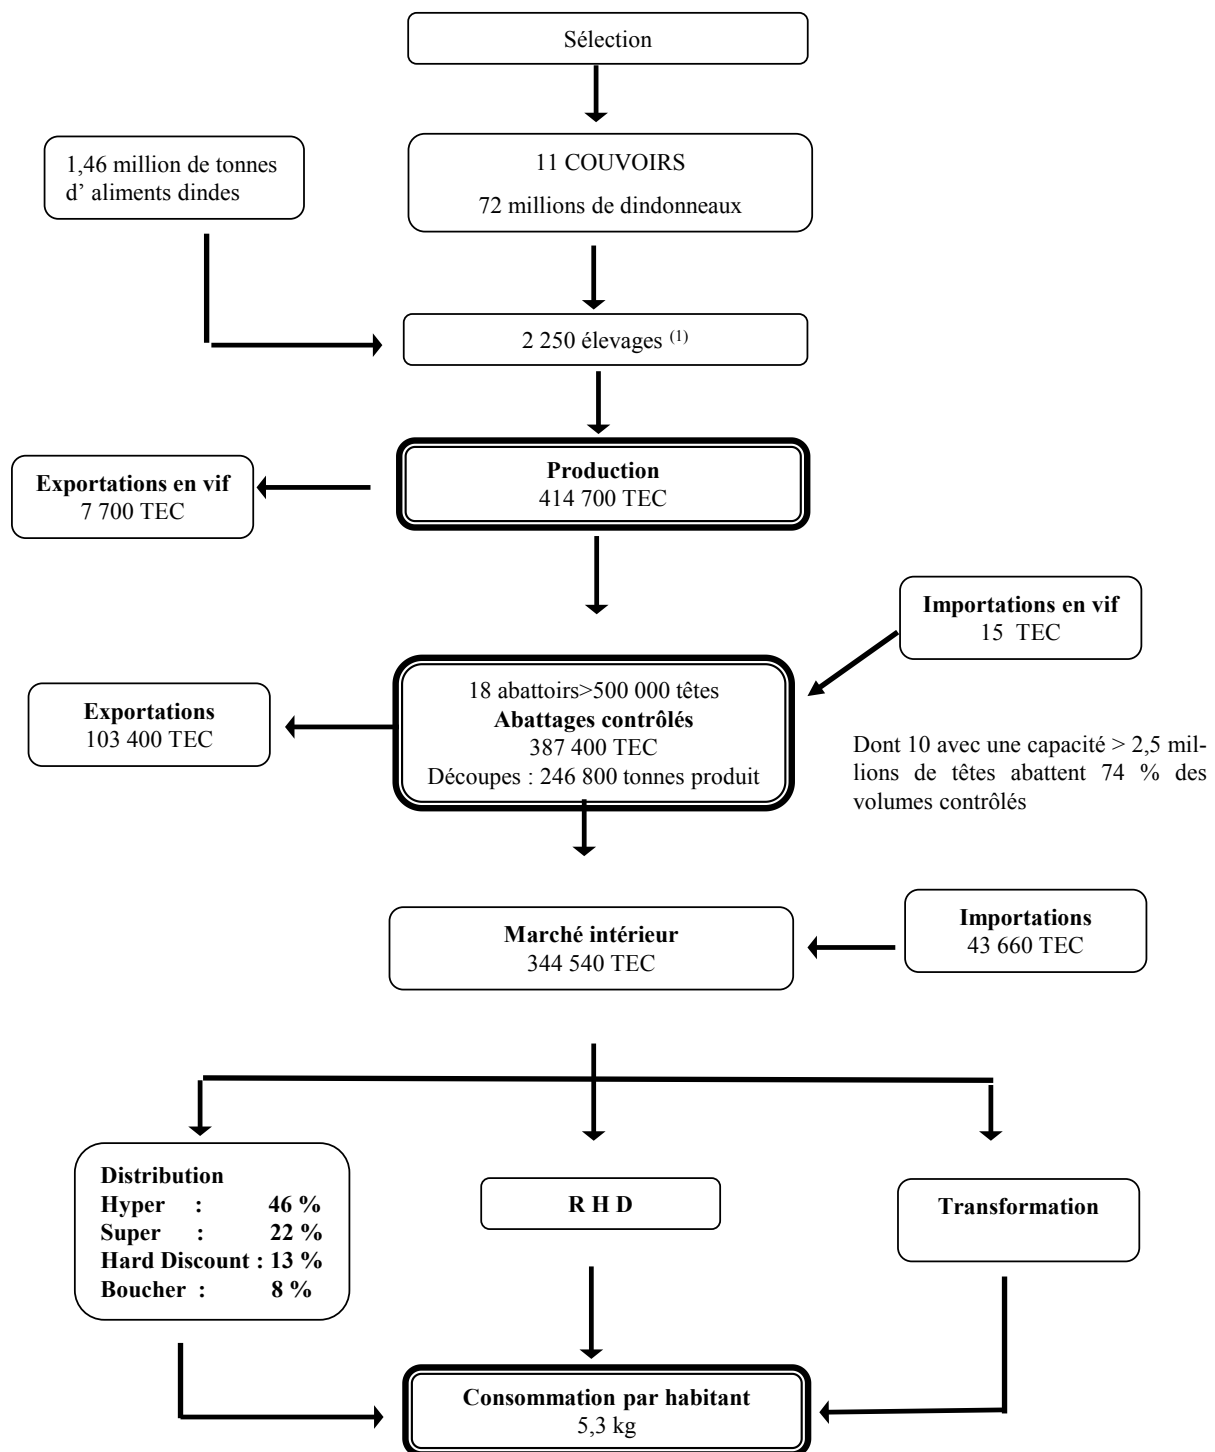 Sélection
11 COUVOIRS
72 millions de dindonneaux
1,46 million de tonnes
d’ aliments dindes
2 250 élevages (1)
Production
414 700 TEC
Exportations en vif
7 700 TEC
Importations en vif
15 TEC
18 abattoirs>500 000 têtes
Abattages contrôlés
387 400 TEC
Découpes : 246 800 tonnes produit
Exportations
103 400 TEC
Dont 10 avec une capacité > 2,5 mil-
lions de têtes abattent 74 % des
volumes contrôlés
Marché intérieur
344 540 TEC
Importations
43 660 TEC
Distribution
Hyper : 46 %
Super : 22 %
Hard Discount : 13 %
Boucher : 8 %
R H D
Transformation
Consommation par habitant
5,3 kg